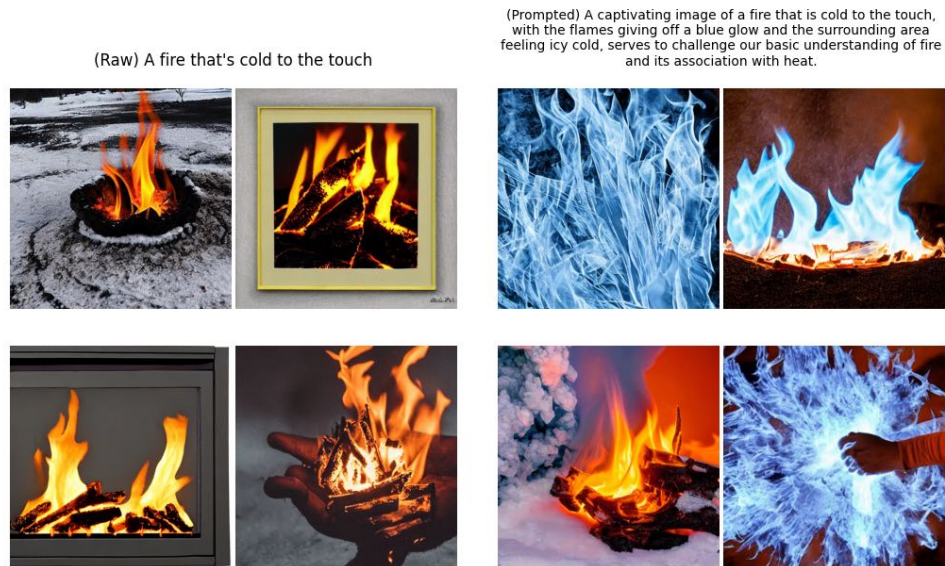 (Raw) A fire that's cold to the touch
(Prompted) A captivating image of a fire that is cold to the touch,
with the flames giving off a blue glow and the surrounding area
feeling icy cold, serves to challenge our basic understanding of fire
and its association with heat.